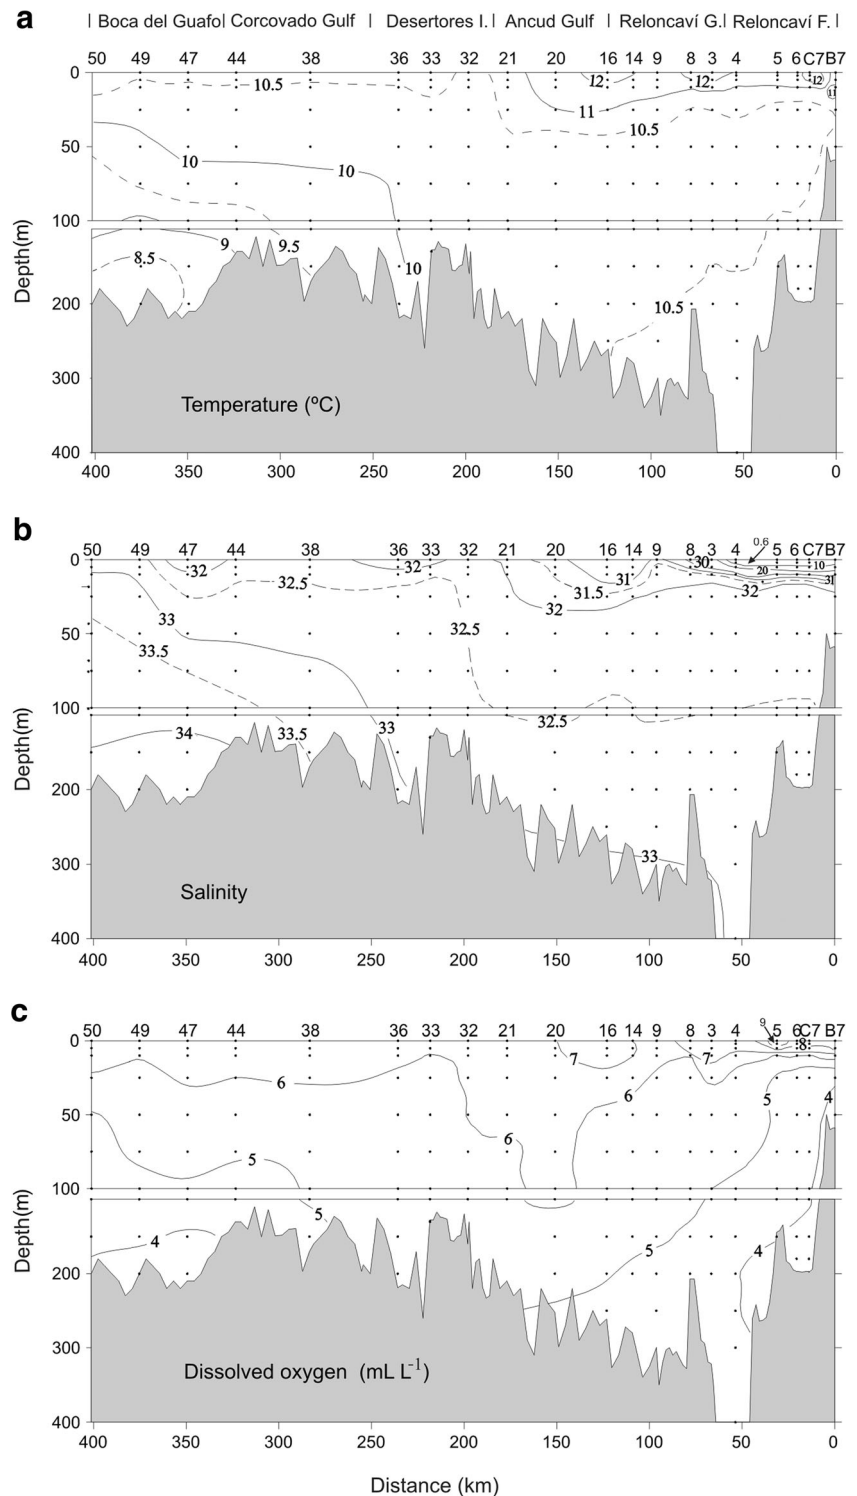 a
| Boca del Guafo| Corcovado Gulf | Desertores I. | Ancud Gulf | Reloncaví G.| Reloncaví F. |
50 49 47 44 38 36 33 32 21 20 16 14 9 8 3 4 5 6 C7 B7
0
12 12 12
10.5
11
11
10.5
50
10 10
100
9 9.5
8.5 10
200
10.5
300
Temperature (ºC)
400
Depth(m)
400 350 300 250 200 150 100 50 0
b
0.6
50 49 47 44 38 36 33 32 21 20 16 14 9 8 3 4 5 6 C7 B7
0
32 32 30 20 10
32.5 31 31
31.5
33 32 32
32.5
50
33.5
100
34 33.5 33 32.5
200
33
300
Salinity
400
Depth(m)
400 350 300 250 200 150 100 50 0
c
9
50 49 47 44 38 36 33 32 21 20 16 14 9 8 3 4 5 6 C7 B7
0
8
7 7
6 6 5 4
50
6
5
100
5
4 5 4
200
300
Dissolved oxygen (mL L-1)
400
Depth(m)
400 350 300 250 200 150 100 50 0
Distance (km)